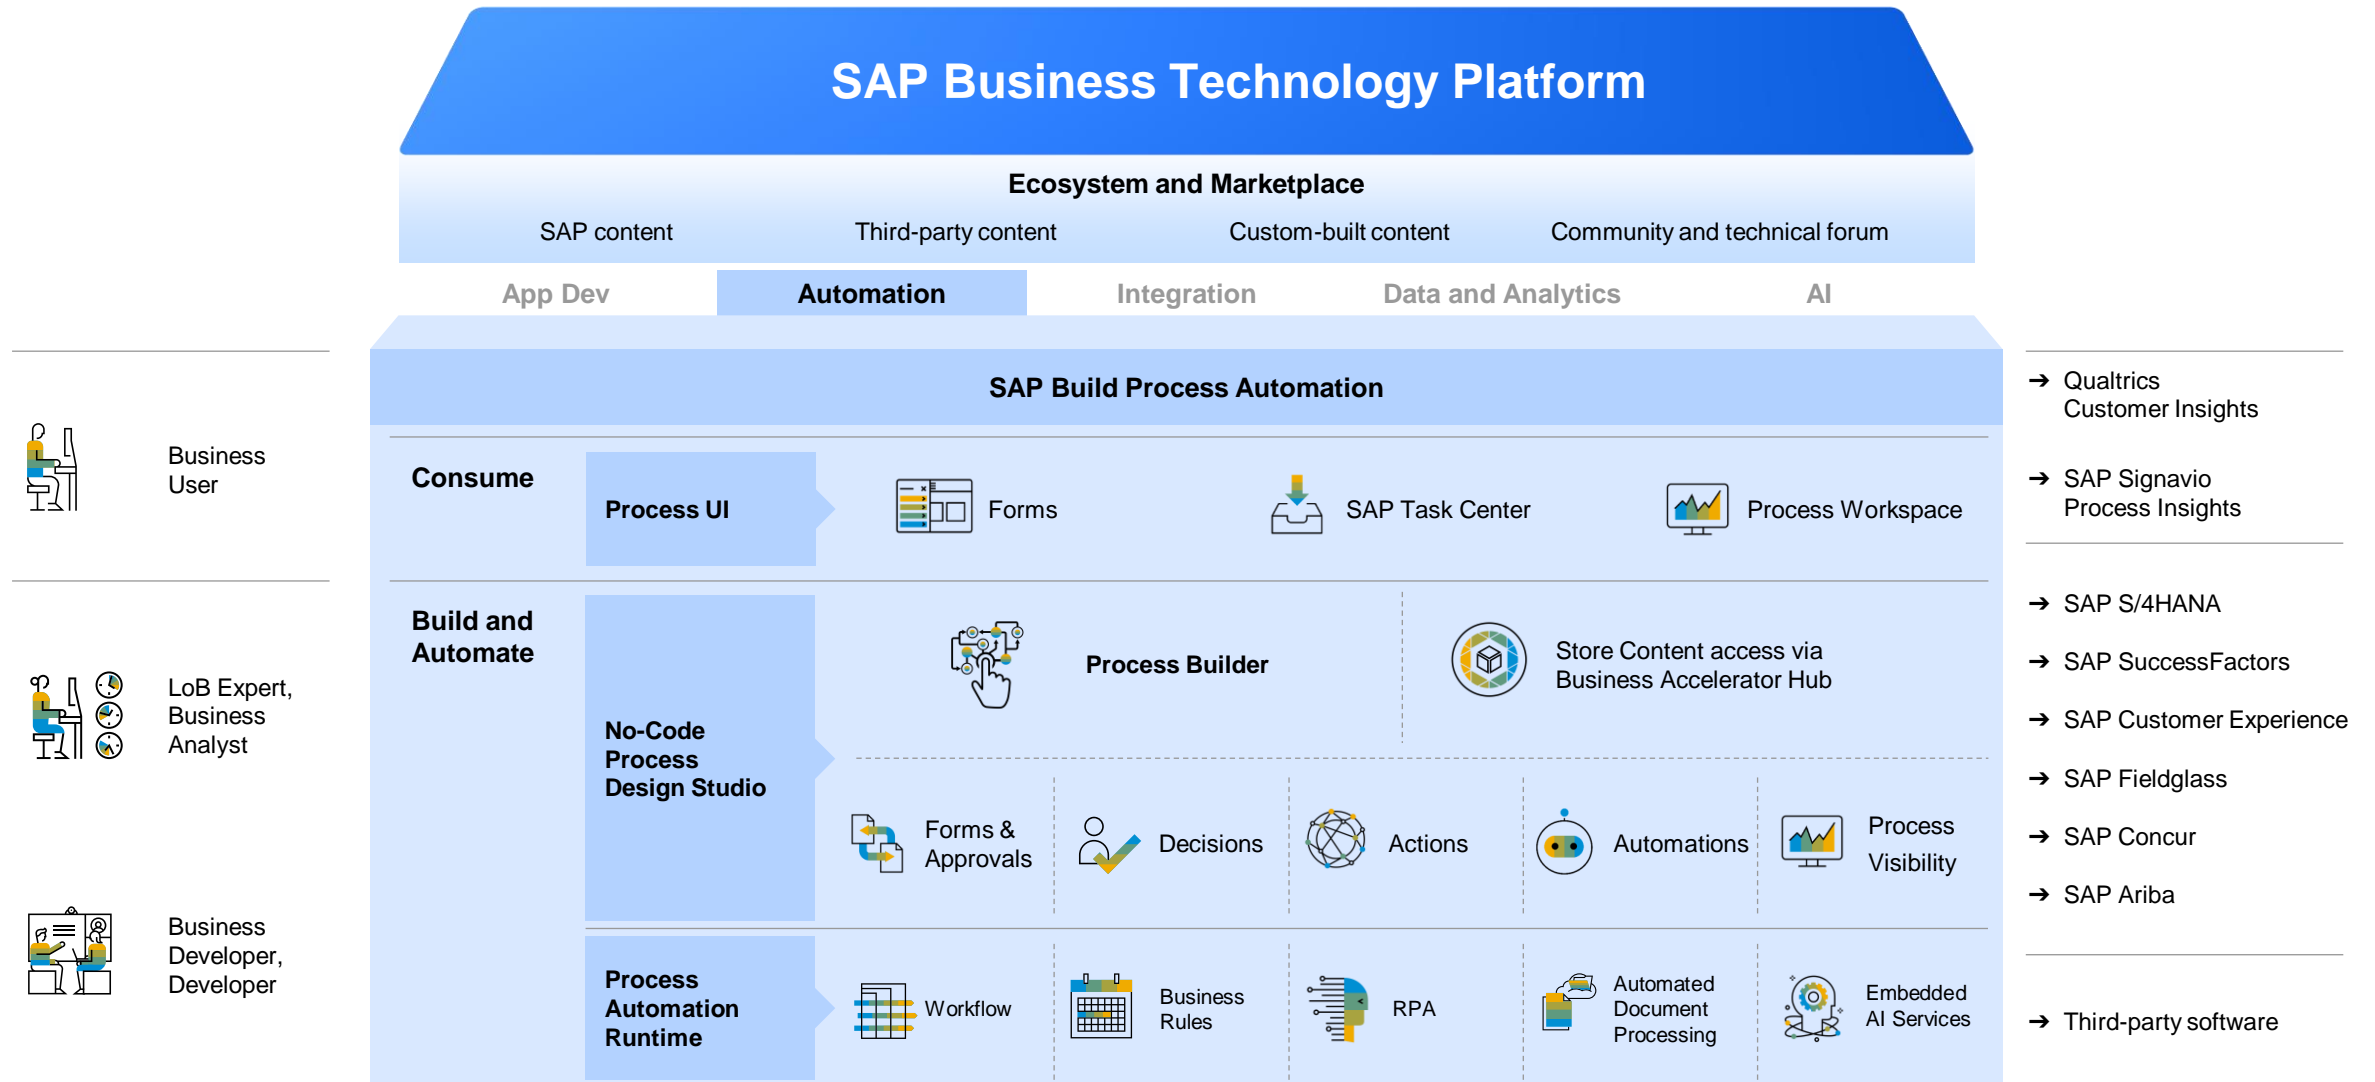 SAP Business Technology Platform
Ecosystem and Marketplace
SAP content
Third-party content
Custom-built content
Community and technical forum
App Dev
Automation
Integration
Data and Analytics
AI
SAP Build Process Automation
Business
User
LoB Expert,
Business
Analyst
Business
Developer,
Developer
Consume
Process UI
Forms
SAP Task Center
Process Workspace
Build and
Automate
No-Code
Process
Design Studio
Process Builder
Store Content access via
Business Accelerator Hub
Forms &
Approvals
Decisions
Actions
Automations
Process
Visibility
Process
Automation
Runtime
Workflow
Business
Rules
RPA
Automated
Document
Processing
Embedded
AI Services
➔ Qualtrics
Customer Insights
➔ SAP Signavio
Process Insights
➔ SAP S/4HANA
➔ SAP SuccessFactors
➔ SAP Customer Experience
➔ SAP Fieldglass
➔ SAP Concur
➔ SAP Ariba
➔ Third-party software